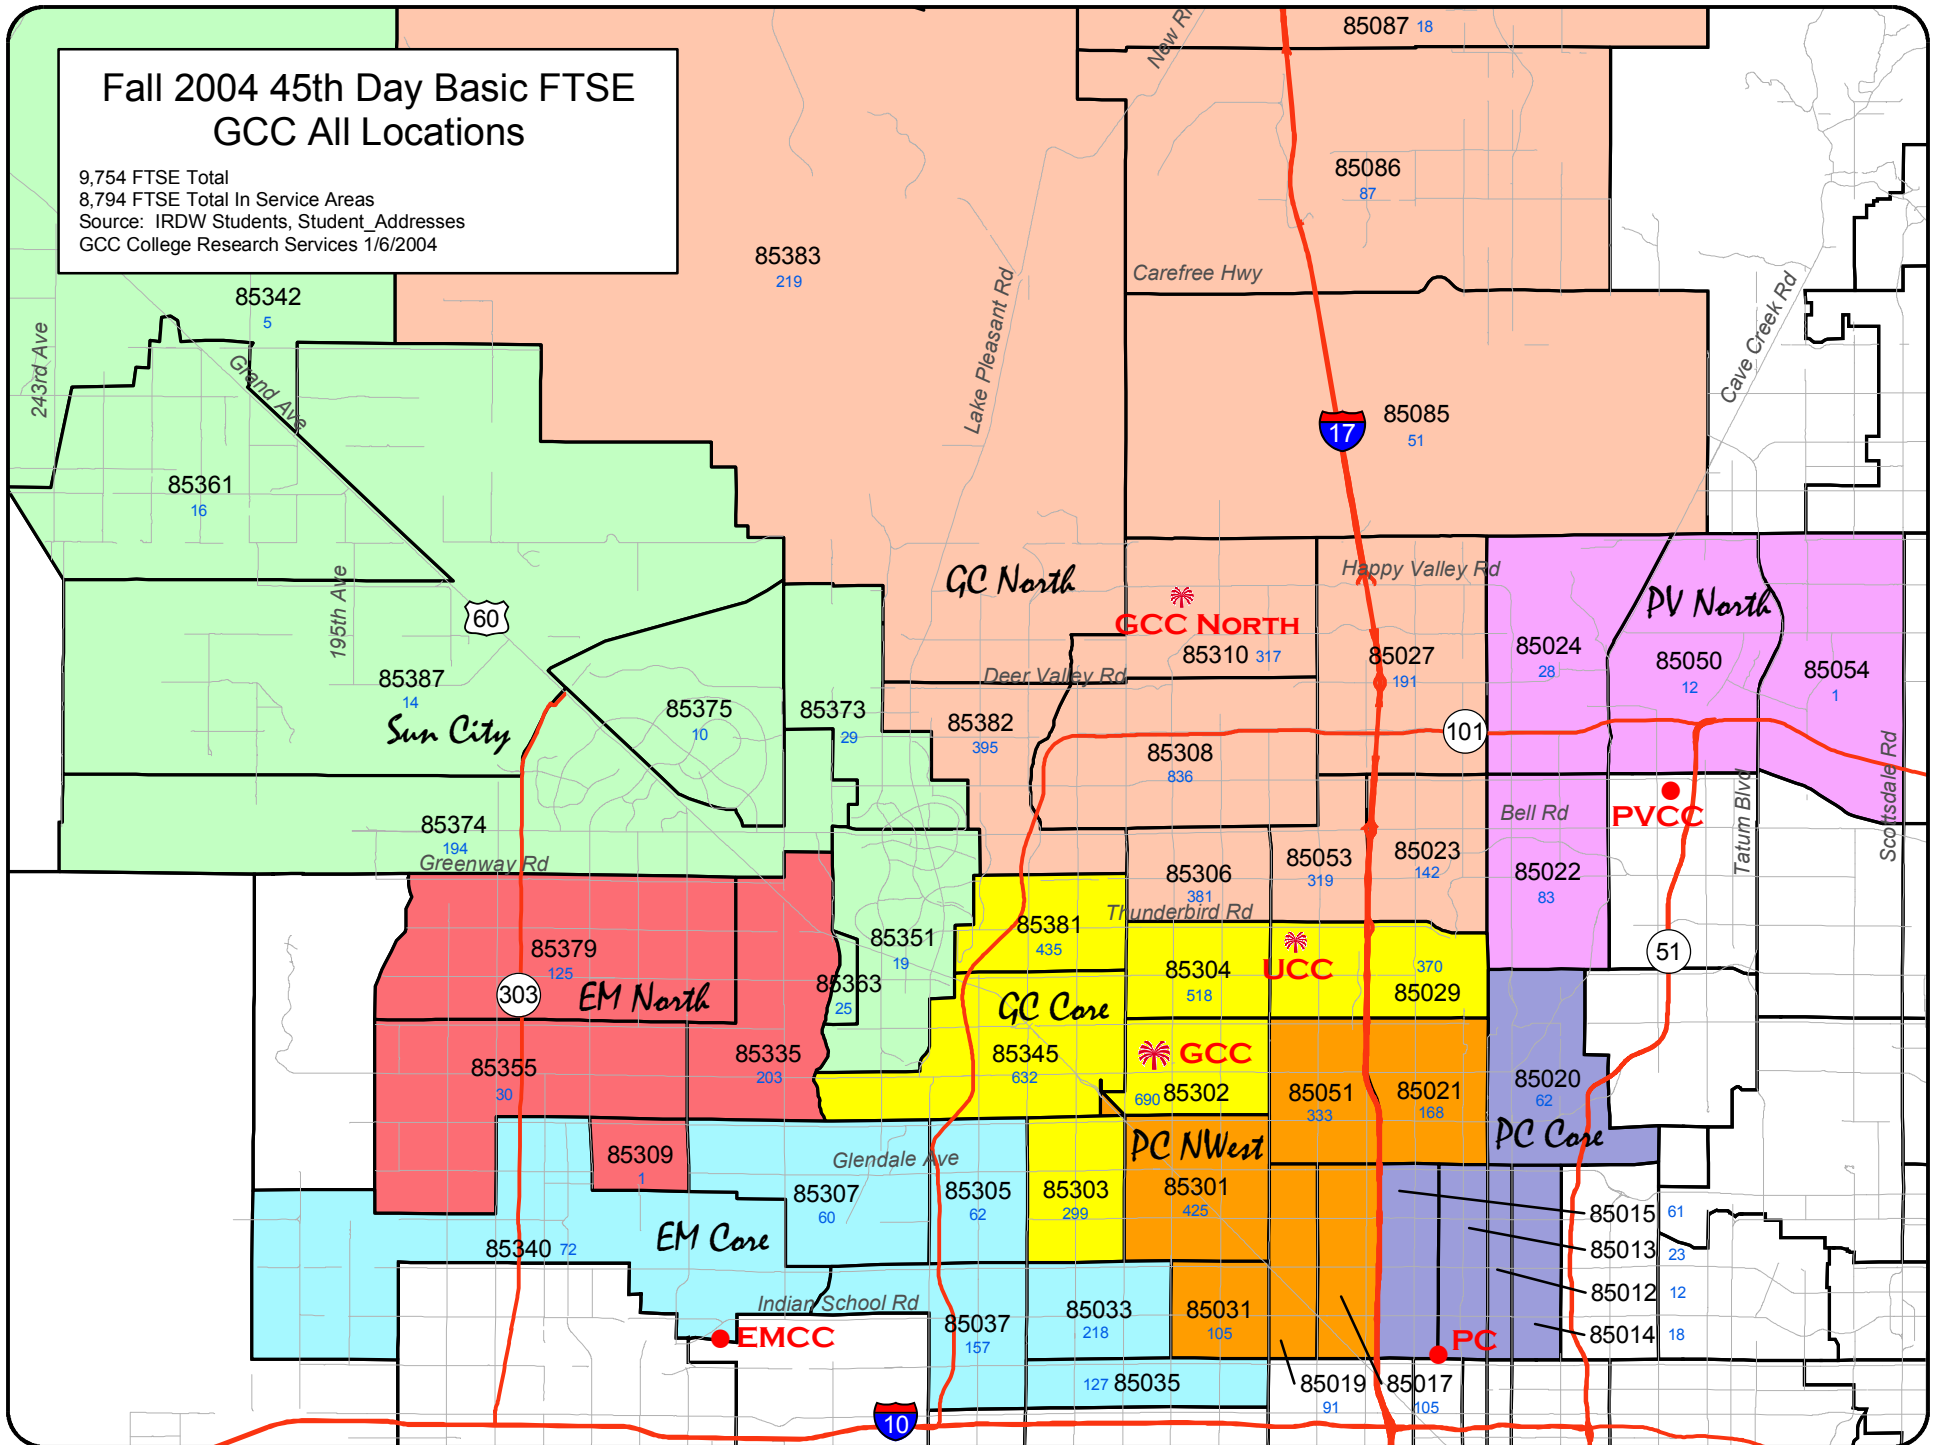 Fall 2004 45th Day Basic FTSE
GCC All Locations
9,754 FTSE Total
8,794 FTSE Total In Service Areas
Source:  IRDW Students, Student_Addresses
GCC College Research Services 1/6/2004
85087 18
New Ri
85086
87
85383
219
Carefree Hwy
85342
5
243rd Ave
Grand Ave
Lake Pleasant Rd
Cave Creek Rd
17
85085
51
85361
16
195th Ave
60
GC North
GCC North
85310 317
Happy Valley Rd
PV North
85027
191
85024
28
85050
12
85054
1
Deer Valley Rd
85387
14
Sun City
85375
10
85373
29
85382
395
85308
836
101
Scottsdale Rd
Tatum Blvd
PVCC
Bell Rd
85374
194
Greenway Rd
85306
381
85053
319
85023
142
85022
83
Thunderbird Rd
85381
435
85351
19
85379
125
303
EM North
85363
25
85304
518
UCC
370
85029
51
GC Core
85345
632
GCC
690 85302
85335
203
85355
30
85051
333
85021
168
85020
62
PC Core
PC NWest
85309
1
Glendale Ave
85307
60
85305
62
85303
299
85301
425
EM Core
85340 72
85015 61
85013 23
85012 12
85014 18
Indian School Rd
EMCC
85037
157
85033
218
85031
105
PC
127 85035
85019
91
85017
105
10